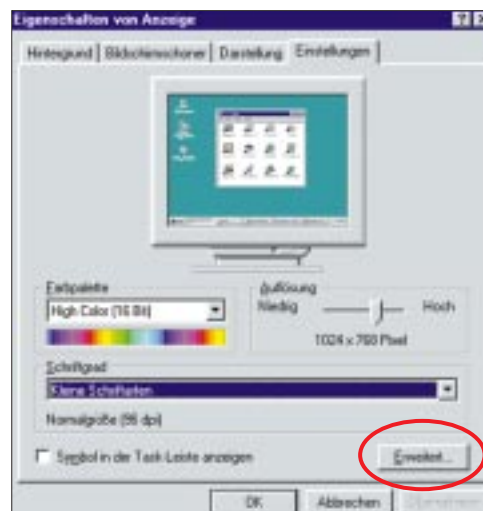 Eigenschaften von Anzeige
Hintergrund Bildschirmschoner Darstellung Einstellungen
Farbpalette
High Color (16 Bit)
Auflösung
Niedrig Hoch
1024 x 768 Pixel
Schriftgrad
Kleine Schriftarten
Normalgröße (96 dpi)
Symbol in der Task-Leiste anzeigen
Erweitert...
OK Abbrechen Übernehmen